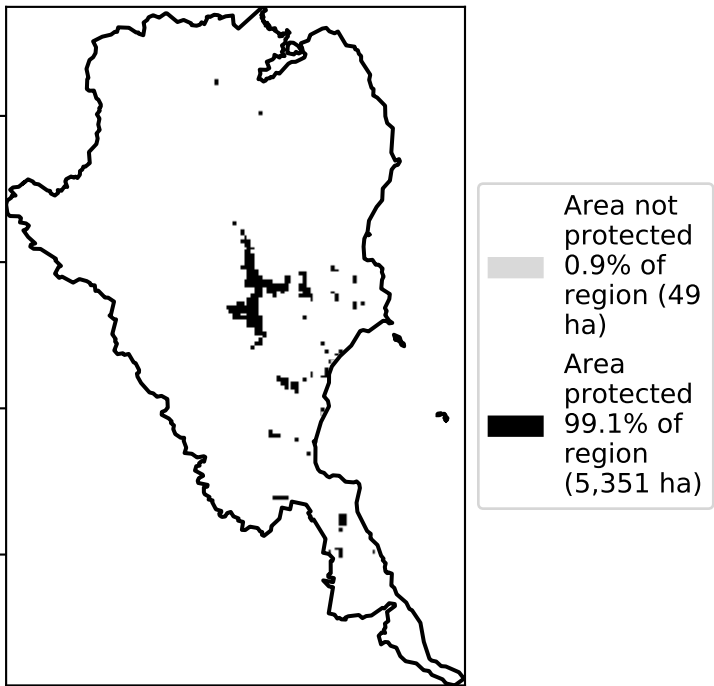 Area not
protected
0.9% of
region (49
ha)
Area
protected
99.1% of
region
(5,351 ha)